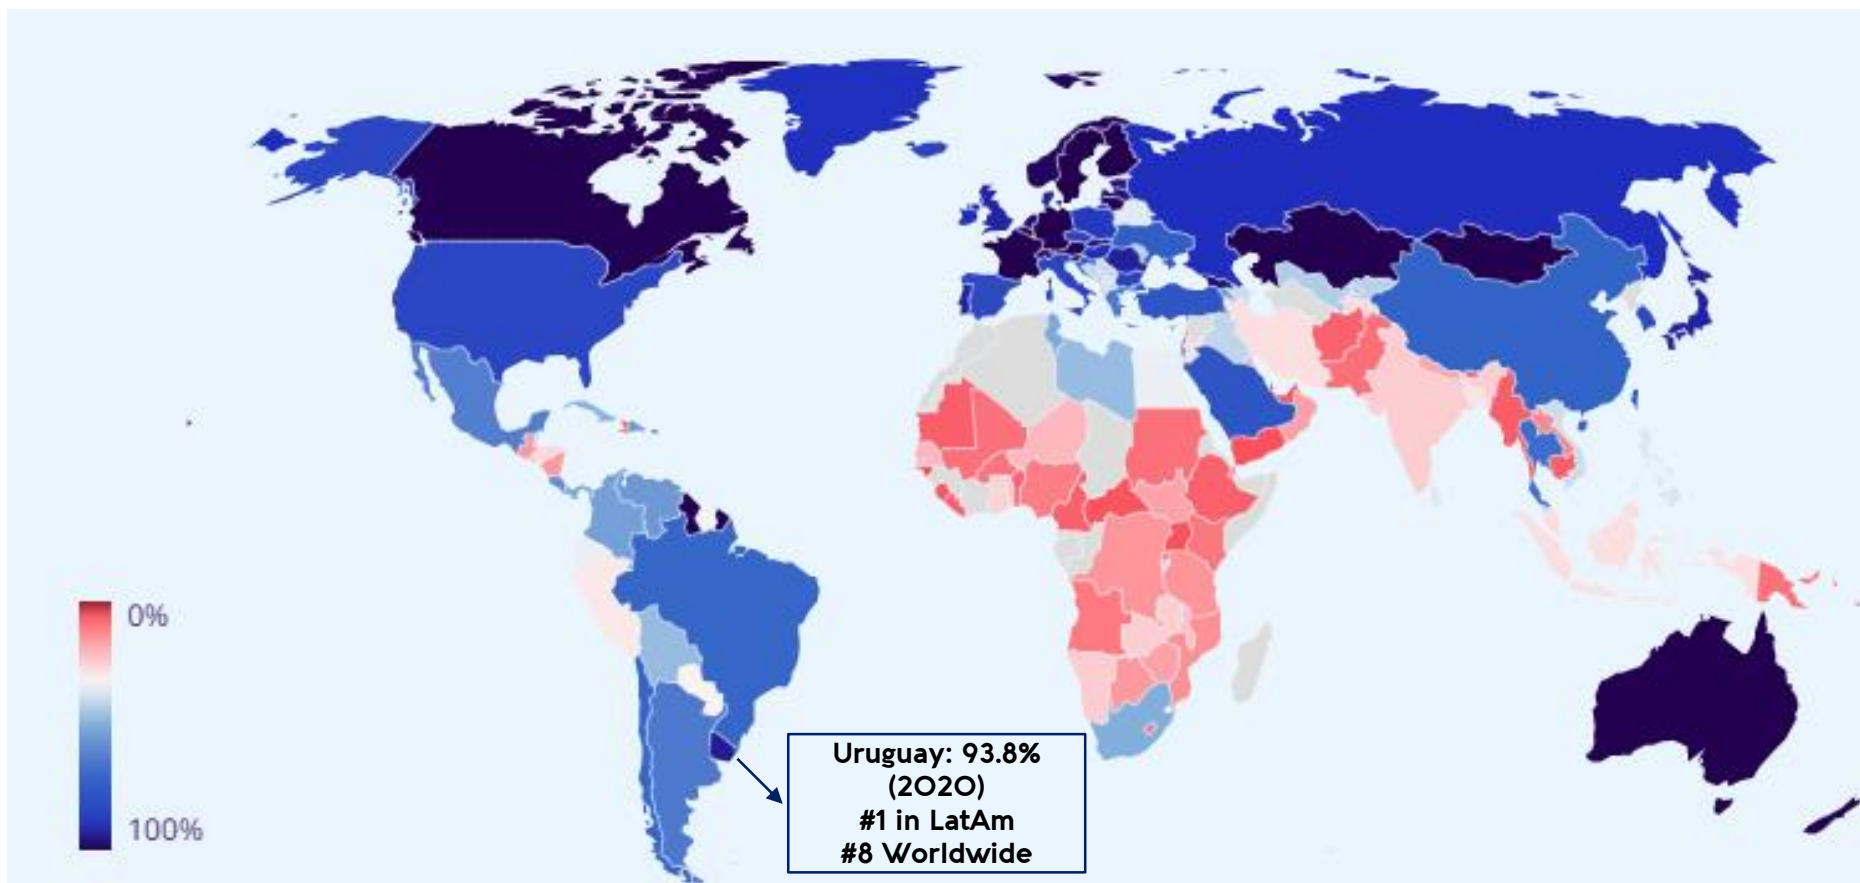 0%
100%
Uruguay: 93.8%
(2020)
#1 in LatAm
#8 Worldwide